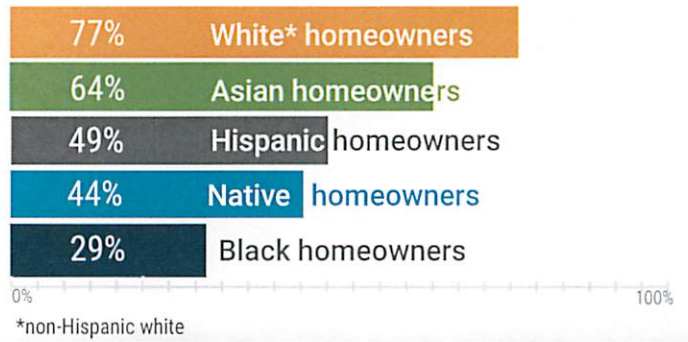 77% White* homeowners
64% Asian homeowners
49% Hispanic homeowners
44% Native homeowners
29% Black homeowners
0% 100%
*non-Hispanic white